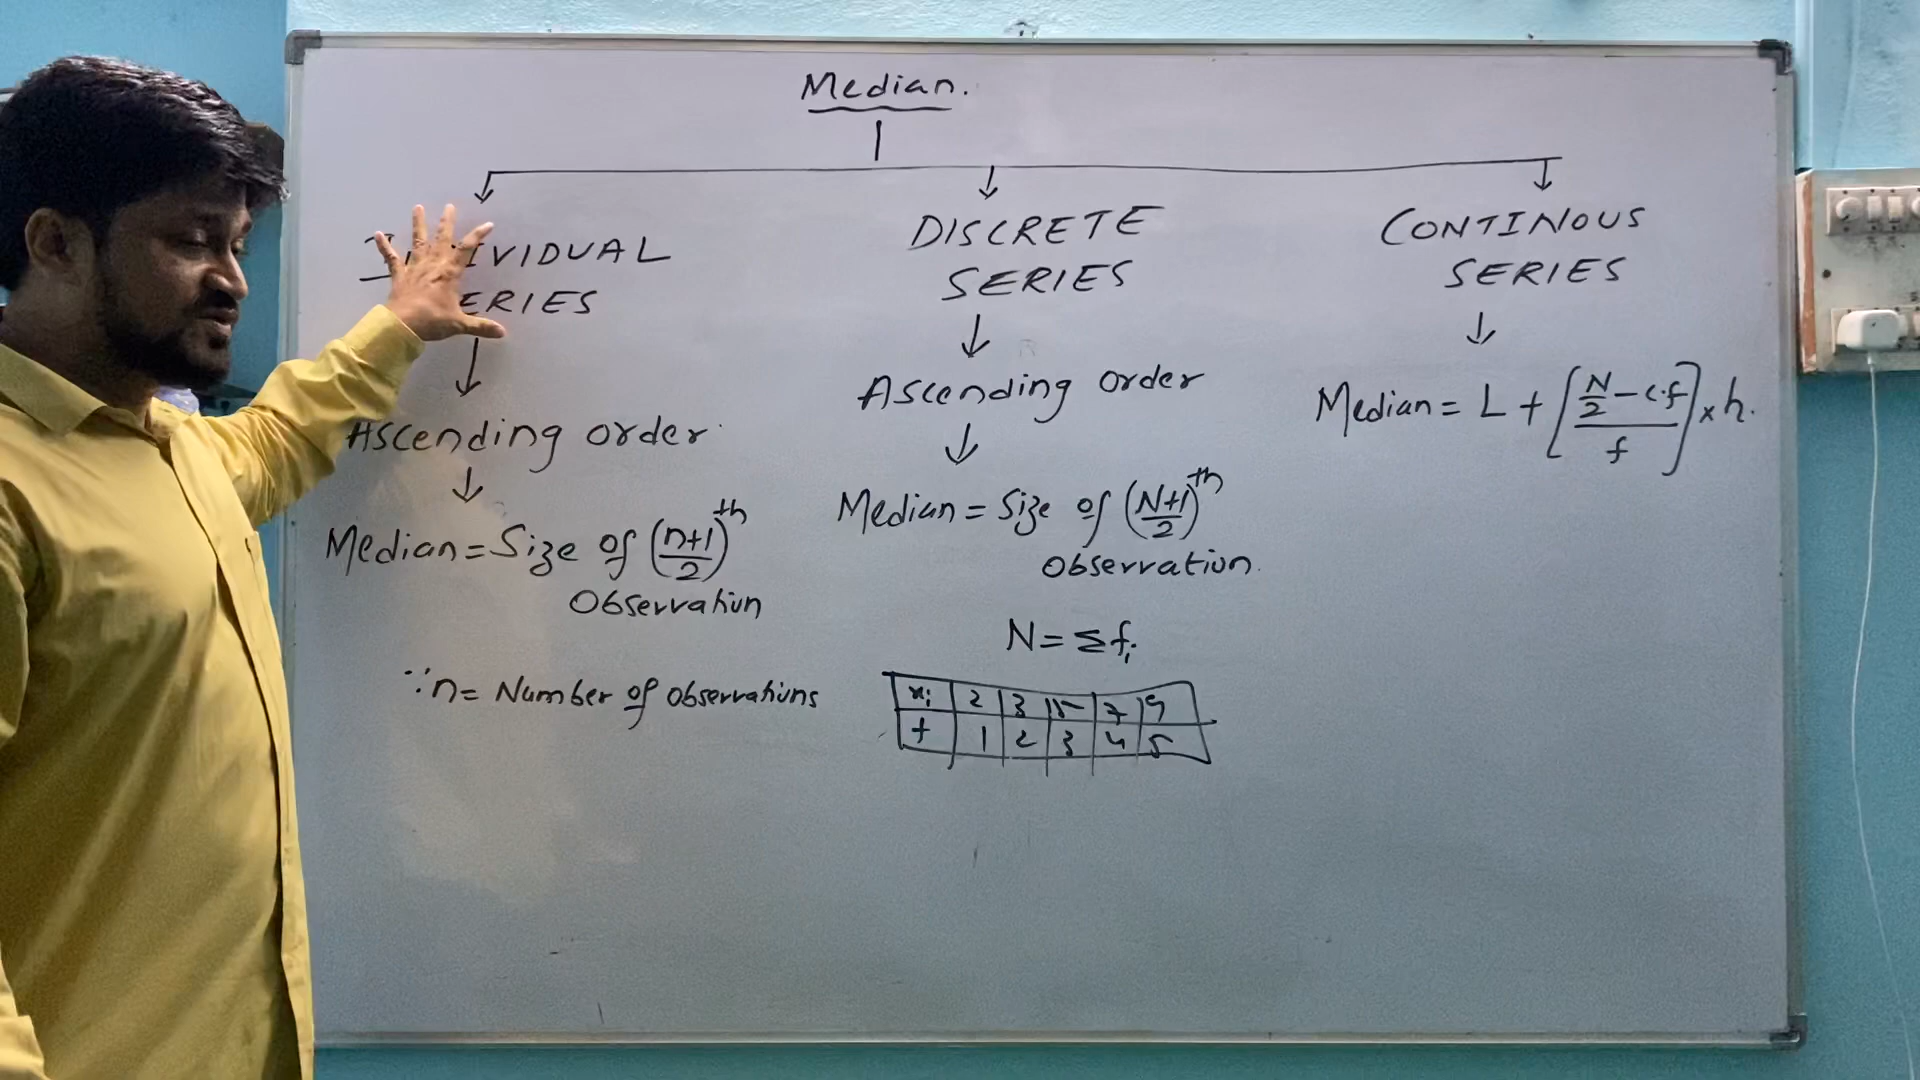 Median.
INDIVIDUAL
SERIES
Ascending order
Median = Size of (n+1/2)th
Observation
∵ n = Number of observations
DISCRETE
SERIES
Ascending order
Median = Size of (N+1/2)th
Observation.
N = Σfi
xi 2 3 5 7 9
f 1 2 3 4 5
CONTINOUS
SERIES
Median = L + [N/2 - c.f / f] x h.